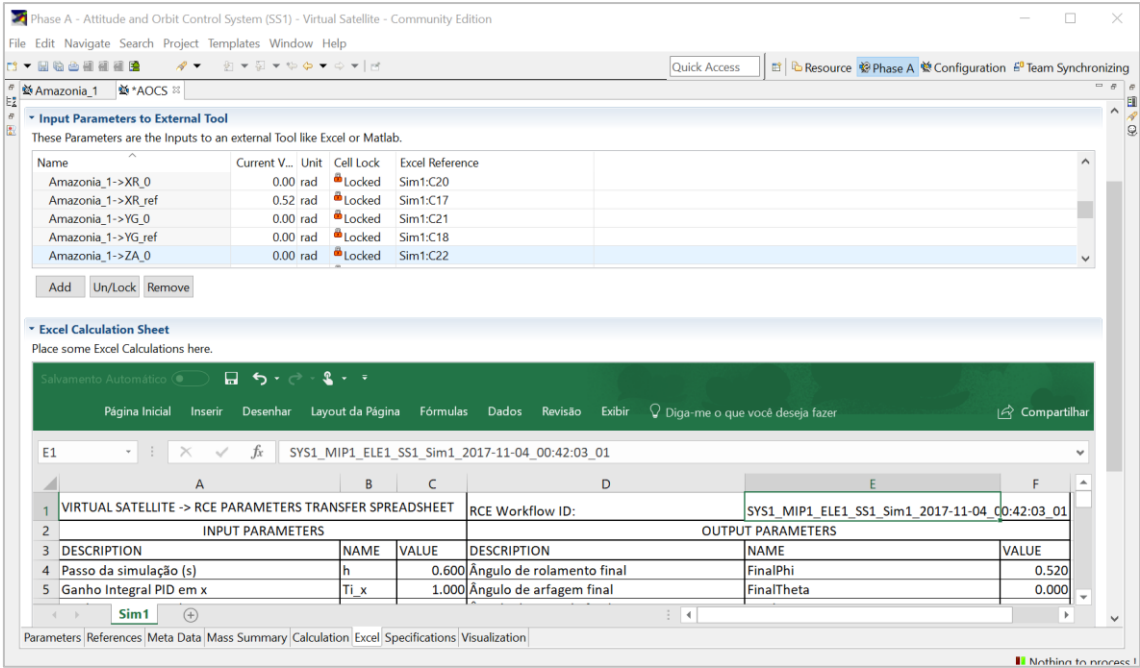 Phase A - Attitude and Orbit Control System (SS1) - Virtual Satellite - Community Edition
File Edit Navigate Search Project Templates Window Help
Quick Access Resource Phase A Configuration Team Synchronizing
Amazonia_1 *AOCS
Input Parameters to External Tool
These Parameters are the Inputs to an external Tool like Excel or Matlab.
Name Current V... Unit Cell Lock Excel Reference
Amazonia_1->XR_0 0.00 rad Locked Sim1:C20
Amazonia_1->XR_ref 0.52 rad Locked Sim1:C17
Amazonia_1->YG_0 0.00 rad Locked Sim1:C21
Amazonia_1->YG_ref 0.00 rad Locked Sim1:C18
Amazonia_1->ZA_0 0.00 rad Locked Sim1:C22
Add Un/Lock Remove
Excel Calculation Sheet
Place some Excel Calculations here.
Salvamento Automático
Página Inicial Inserir Desenhar Layout da Página Fórmulas Dados Revisão Exibir Diga-me o que você deseja fazer Compartilhar
E1 fx SYS1_MIP1_ELE1_SS1_Sim1_2017-11-04_00:42:03_01
A B C D E F
1 VIRTUAL SATELLITE -> RCE PARAMETERS TRANSFER SPREADSHEET RCE Workflow ID: SYS1_MIP1_ELE1_SS1_Sim1_2017-11-04_00:42:03_01
2 INPUT PARAMETERS OUTPUT PARAMETERS
3 DESCRIPTION NAME VALUE DESCRIPTION NAME VALUE
4 Passo da simulação (s) h 0.600 Ângulo de rolamento final FinalPhi 0.520
5 Ganho Integral PID em x Ti_x 1.000 Ângulo de arfagem final FinalTheta 0.000
Sim1
Parameters References Meta Data Mass Summary Calculation Excel Specifications Visualization
Nothing to process !